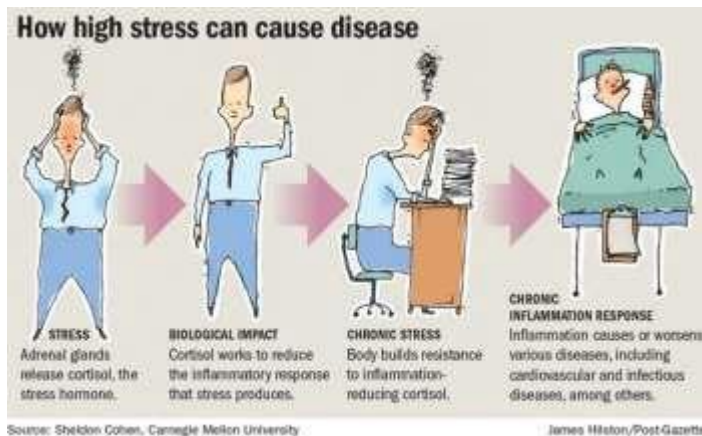 How high stress can cause disease
STRESS
Adrenal glands
release cortisol, the
stress hormone.
BIOLOGICAL IMPACT
Cortisol works to reduce
the inflammatory response
that stress produces.
CHRONIC STRESS
Body builds resistance
to inflammation-
reducing cortisol.
CHRONIC
INFLAMMATION RESPONSE
Inflammation causes or worsens
various diseases, including
cardiovascular and infectious
diseases, among others.
Source: Sheldon Cohen, Carnegie Mellon University
James Hilston/Post-Gazette